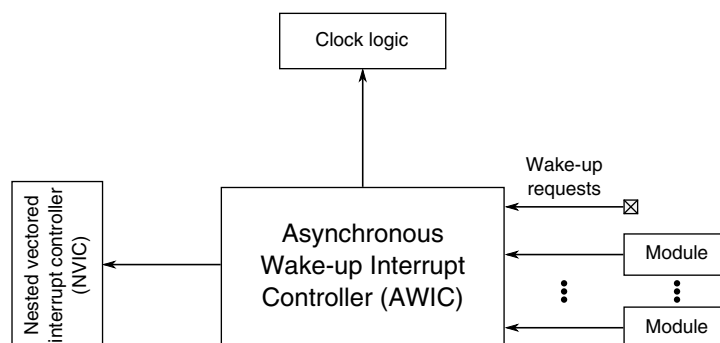 Clock logic
Nested vectored
interrupt controller
(NVIC)
Asynchronous
Wake-up Interrupt
Controller (AWIC)
Wake-up
requests
Module
Module